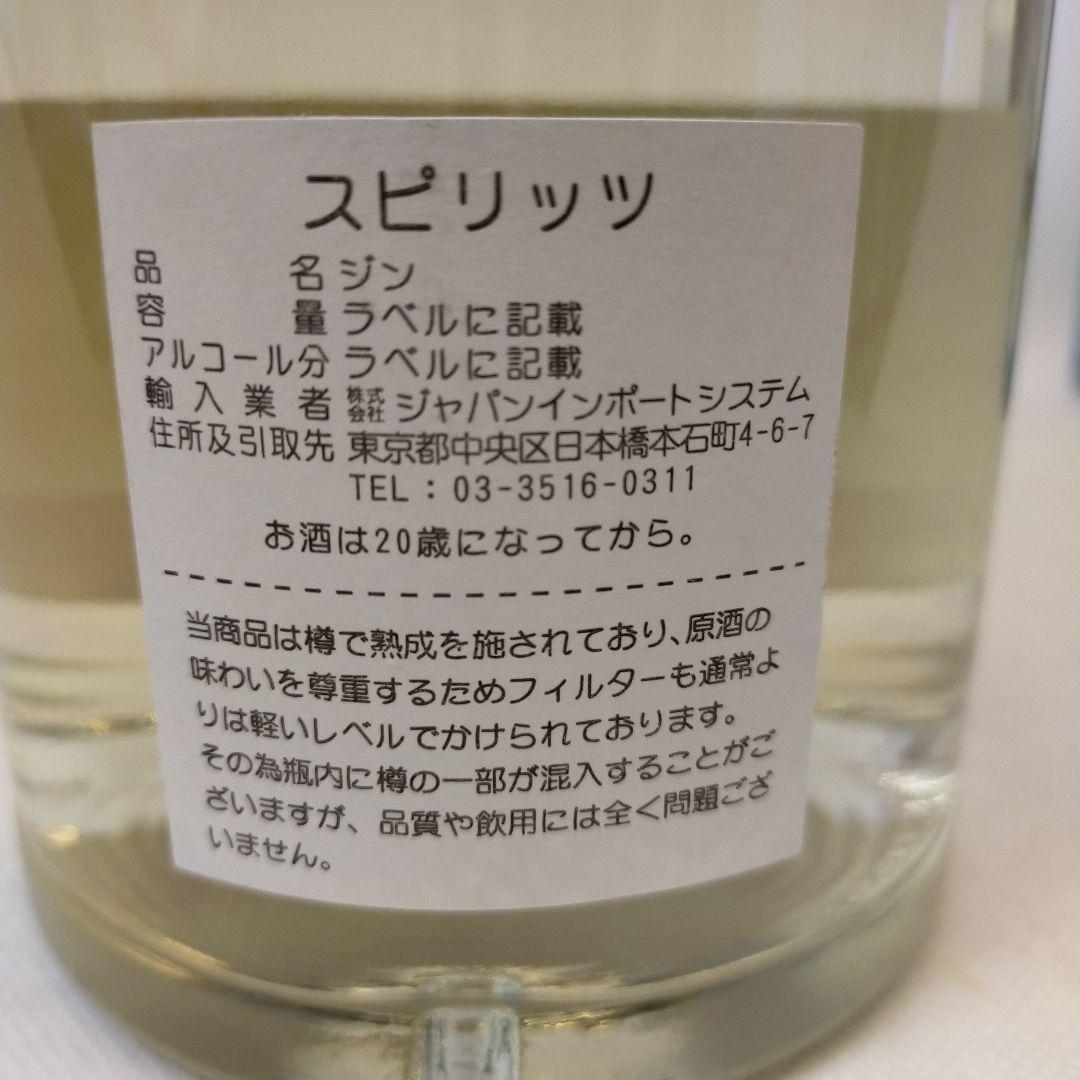 スピリッツ
品名 ジン
容量 ラベルに記載
アルコール分 ラベルに記載
輸入業者 株式会社 ジャパンインポートシステム
住所及引取先 東京都中央区日本橋本石町4-6-7
TEL : 03-3516-0311
お酒は20歳になってから。
当商品は樽で熟成を施されており、原酒の
味わいを尊重するためフィルターも通常よ
りは軽いレベルでかけられております。
その為瓶内に樽の一部が混入することがご
ざいますが、品質や飲用には全く問題ござ
いません。